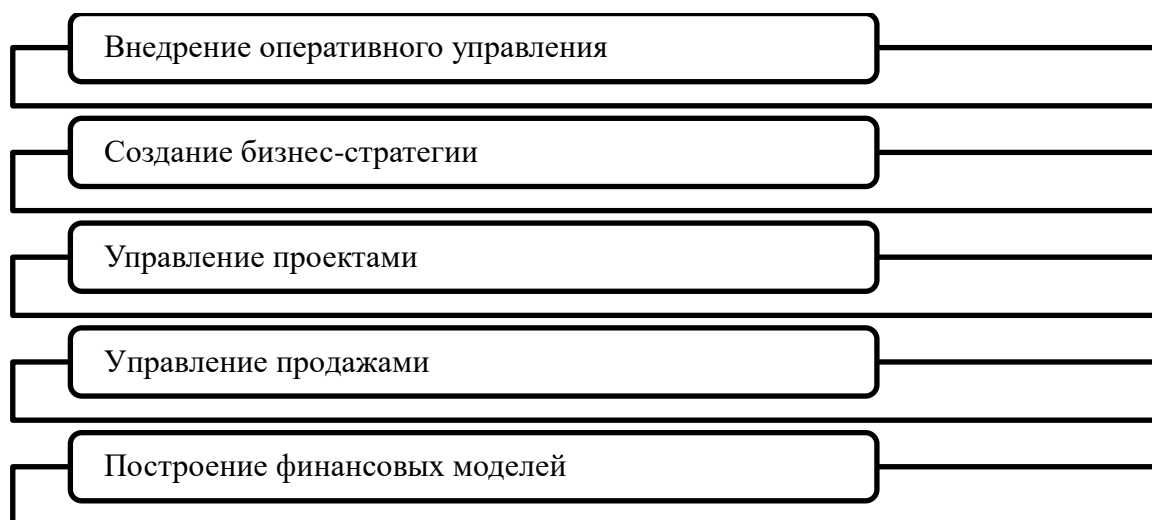 Внедрение оперативного управления
Создание бизнес-стратегии
Управление проектами
Управление продажами
Построение финансовых моделей